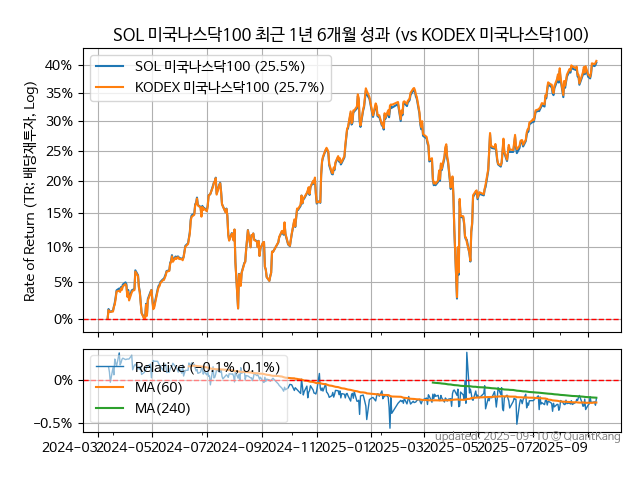 SOL 미국나스닥100 최근 1년 6개월 성과 (vs KODEX 미국나스닥100)
SOL 미국나스닥100 (25.5%)
KODEX 미국나스닥100 (25.7%)
Rate of Return (TR: 배당재투자, Log)
40%
35%
30%
25%
20%
15%
10%
5%
0%
Relative (−0.1%, 0.1%)
MA(60)
MA(240)
0%
−0.5%
2024-03
2024-05
2024-07
2024-09
2024-11
2025-01
2025-03
2025-05
2025-07
2025-09
updated: 2025-09-10 © QuantKang